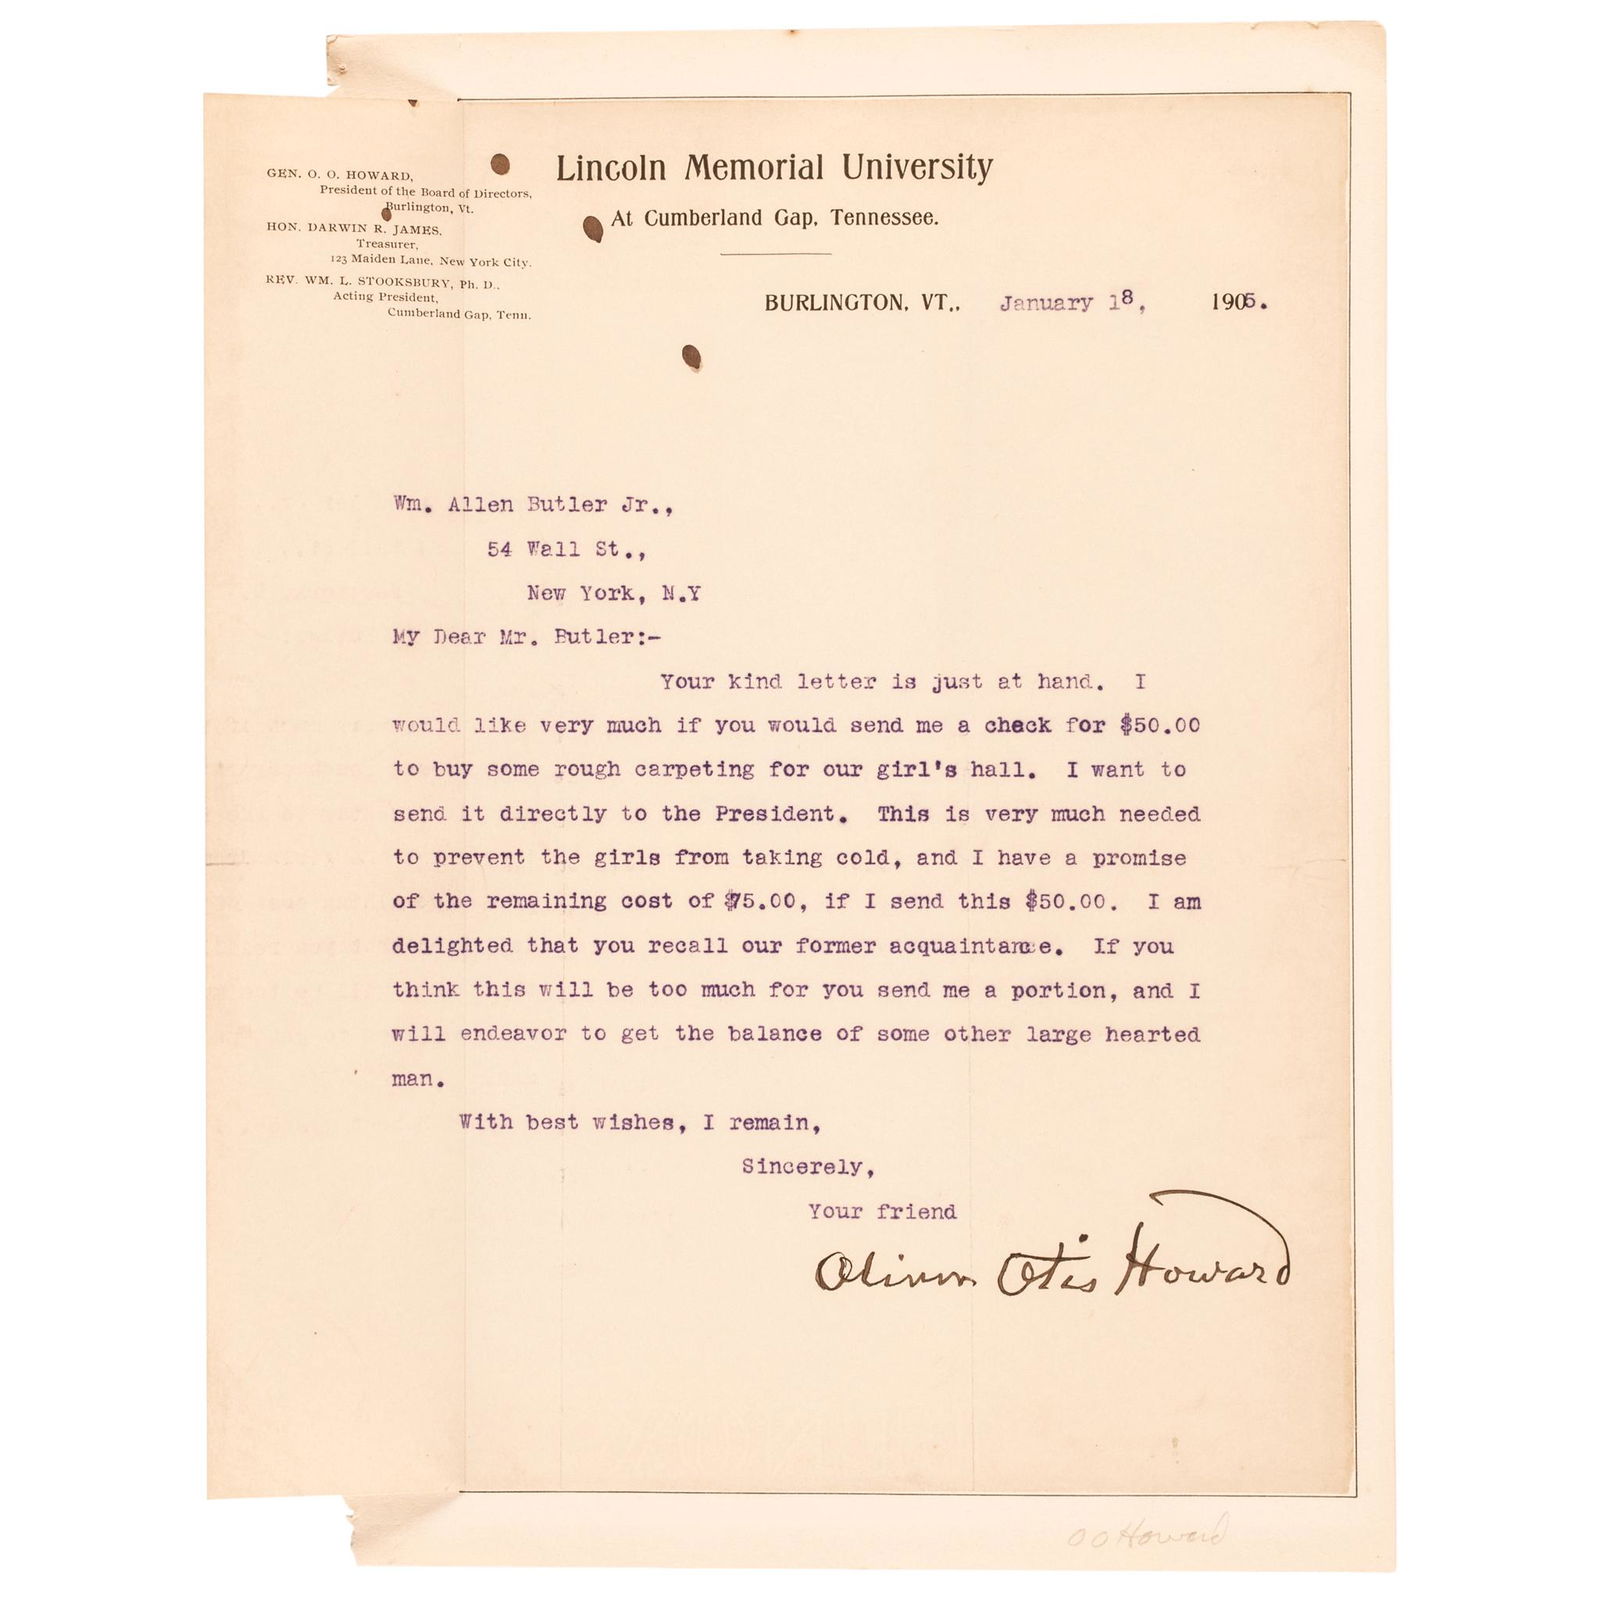 GEN. O. O. HOWARD,
President of the Board of Directors,
Burlington, Vt.
HON. DARWIN R. JAMES,
Treasurer,
123 Maiden Lane, New York City.
REV. WM. L. STOOKSBURY, Ph. D.,
Acting President,
Cumberland Gap, Tenn.
Lincoln Memorial University
At Cumberland Gap, Tennessee.
BURLINGTON, VT., January 18, 1905.
Wm. Allen Butler Jr.,
54 Wall St.,
New York, N.Y
My Dear Mr. Butler:-
Your kind letter is just at hand. I
would like very much if you would send me a check for $50.00
to buy some rough carpeting for our girl's hall. I want to
send it directly to the President. This is very much needed
to prevent the girls from taking cold, and I have a promise
of the remaining cost of $75.00, if I send this $50.00. I am
delighted that you recall our former acquaintance. If you
think this will be too much for you send me a portion, and I
will endeavor to get the balance of some other large hearted
man.
With best wishes, I remain,
Sincerely,
Your friend
Oliver Otis Howard
O O Howard